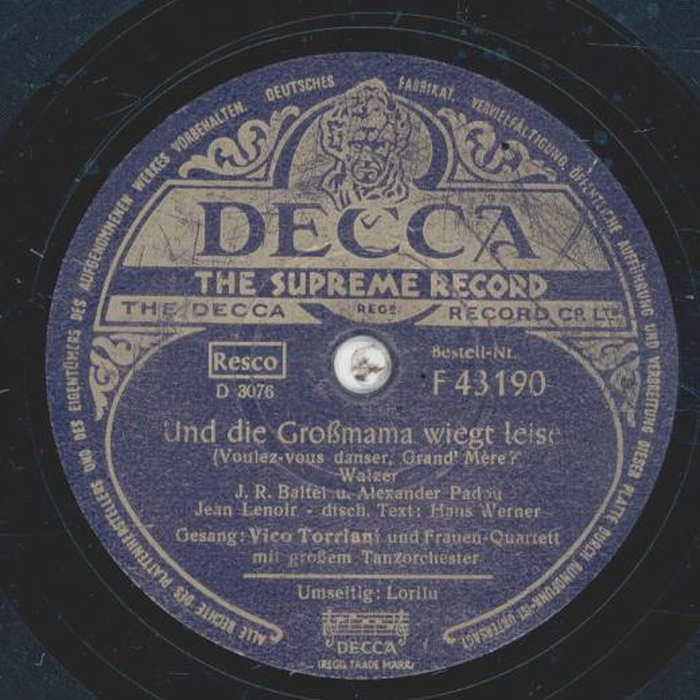 ALLE RECHTE DES PLATTENHERSTELLERS UND DES EIGENTÜMERS DES AUFGENOMMENEN WERKES VORBEHALTEN. DEUTSCHES FABRIKAT. VERVIELFÄLTIGUNG, ÖFFENTLICHE AUFFÜHRUNG UND VERBREITUNG DIESER PLATTE DURCH RUNDFUNK IST UNTERSAGT
DECCA
THE SUPREME RECORD
THE DECCA REGD RECORD CO. LTD
Resco
D 3076
Bestell-Nr.
F 43190
Und die Großmama wiegt leise
(Voulez-vous danser, Grand' Mère?
Walzer
J. R. Baltel u. Alexander Padou
Jean Lenoir - dtsch. Text: Hans Werner
Gesang: Vico Torriani und Frauen-Quartett
mit großem Tanzorchester
Umseitig: Lorilu
DECCA
(REGD. TRADE MARK)